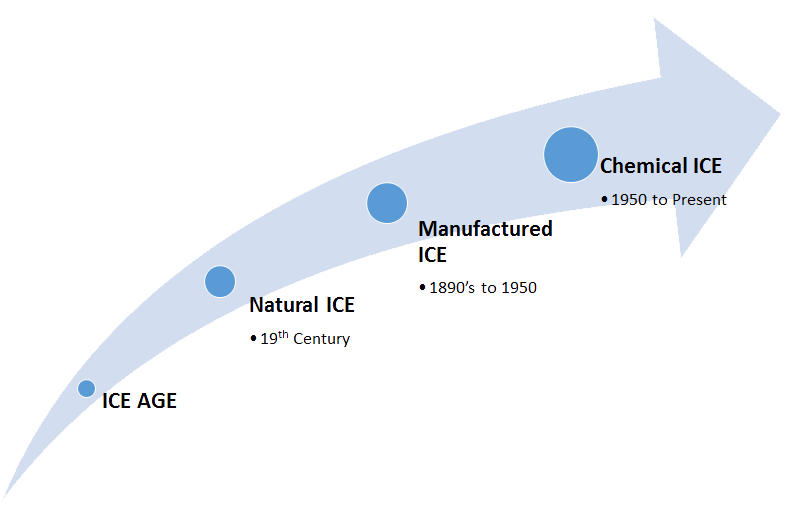 ICE AGE
Natural ICE
• 19th Century
Manufactured
ICE
• 1890’s to 1950
Chemical ICE
• 1950 to Present